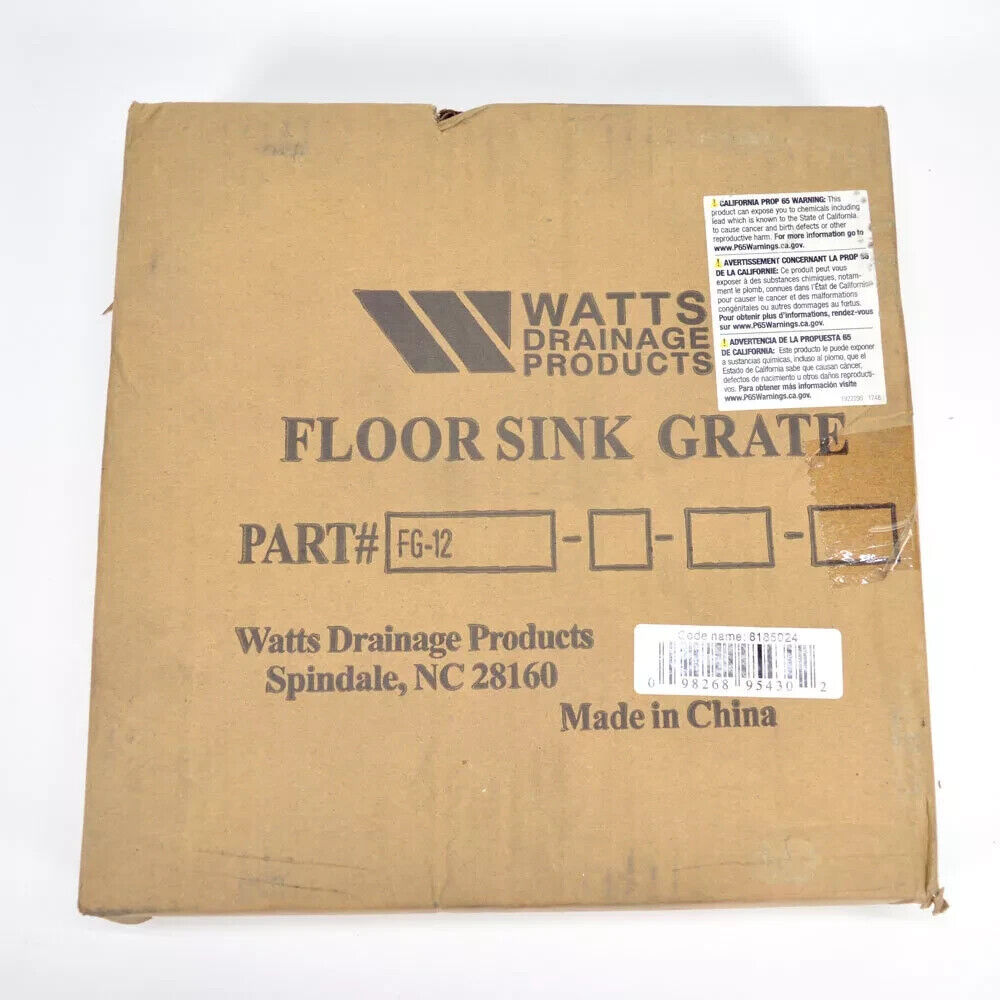 WATTS
DRAINAGE
PRODUCTS
FLOOR SINK GRATE
PART# FG-12 - - -
Watts Drainage Products
Spindale, NC 28160
Made in China
Code name: 8185024
0 98268 95430 2
! CALIFORNIA PROP 65 WARNING: This
product can expose you to chemicals including
lead which is known to the State of California
to cause cancer and birth defects or other
reproductive harm. For more information go to
www.P65Warnings.ca.gov.
! AVERTISSEMENT CONCERNANT LA PROP 65
DE LA CALIFORNIE: Ce produit peut vous
exposer à des substances chimiques, notam-
ment le plomb, connues dans l'État de California
pour causer le cancer et des malformations
congénitales ou autres dommages au fœtus.
Pour obtenir plus d'informations, rendez-vous
sur www.P65Warnings.ca.gov.
! ADVERTENCIA DE LA PROPUESTA 65
DE CALIFORNIA: Este producto le puede exponer
a sustancias químicas, incluso al plomo, que el
Estado de California sabe que causan cáncer,
defectos de nacimiento u otros daños reproducti-
vos. Para obtener más información visite
www.P65Warnings.ca.gov.
1748